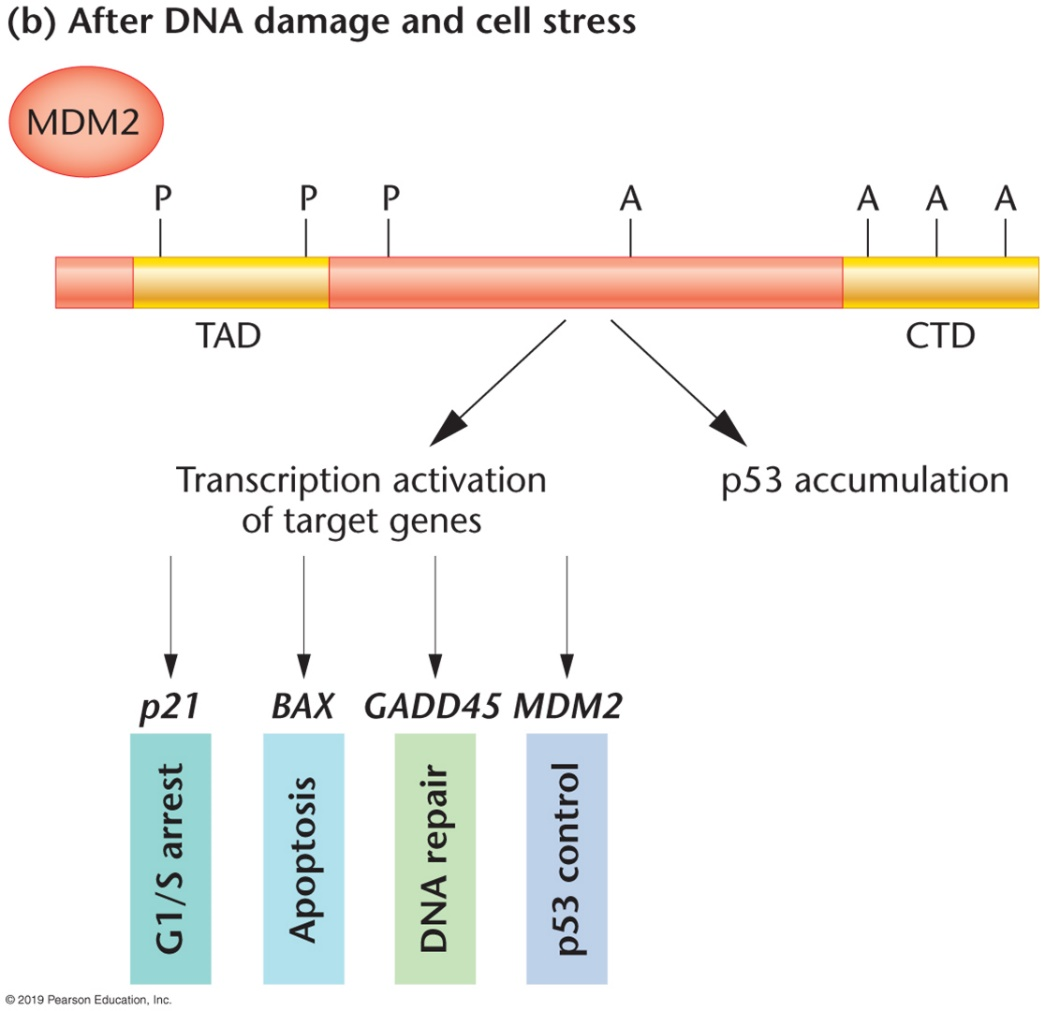 (b) After DNA damage and cell stress
MDM2
P P P A A A A
TAD CTD
Transcription activation
of target genes
p53 accumulation
p21 BAX GADD45 MDM2
G1/S arrest
Apoptosis
DNA repair
p53 control
© 2019 Pearson Education, Inc.